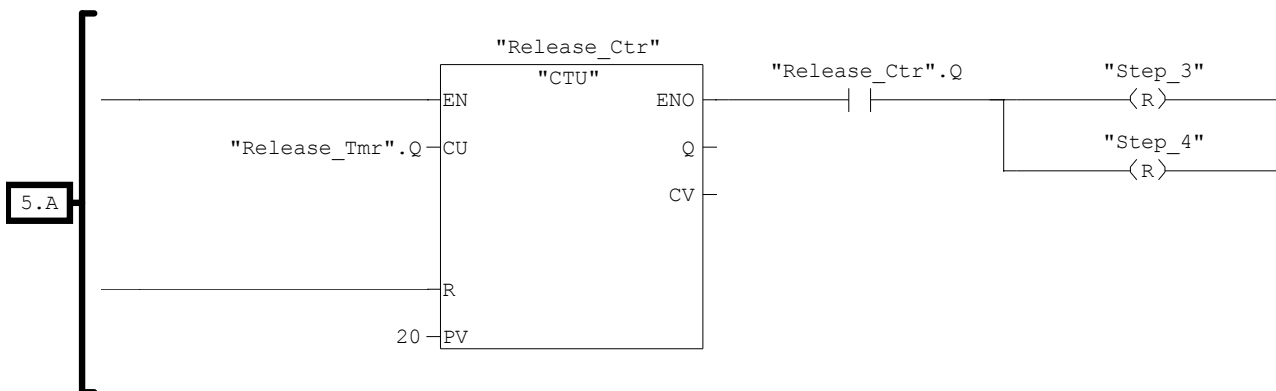 "Release_Ctr"
"CTU"
"Release_Ctr".Q
"Step_3"
EN
ENO
(R)
"Release_Tmr".Q
CU
Q
"Step_4"
(R)
5.A
CV
R
20
PV